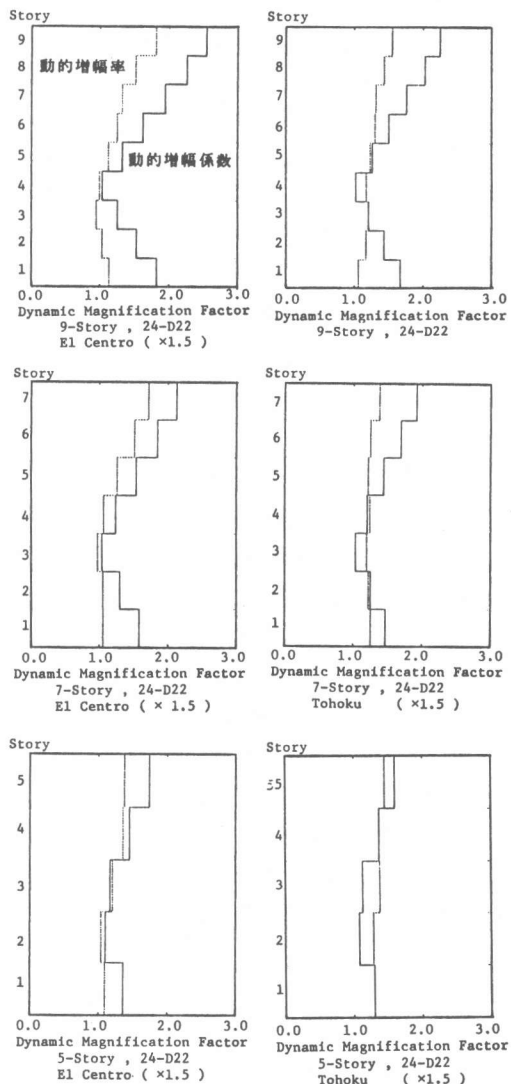 Story
9
8
7
6
5
4
3
2
1
動的増幅率
動的増幅係数
0.0 1.0 2.0 3.0
Dynamic Magnification Factor
9-Story , 24-D22
El Centro ( ×1.5 )
Story
9
8
7
6
5
4
3
2
1
0.0 1.0 2.0 3.0
Dynamic Magnification Factor
9-Story , 24-D22
Story
7
6
5
4
3
2
1
0.0 1.0 2.0 3.0
Dynamic Magnification Factor
7-Story , 24-D22
El Centro ( × 1.5 )
Story
7
6
5
4
3
2
1
0.0 1.0 2.0 3.0
Dynamic Magnification Factor
7-Story , 24-D22
Tohoku ( ×1.5 )
Story
5
4
3
2
1
0.0 1.0 2.0 3.0
Dynamic Magnification Factor
5-Story , 24-D22
El Centro ( ×1.5 )
Story
55
4
3
2
1
0.0 1.0 2.0 3.0
Dynamic Magnification Factor
5-Story , 24-D22
Tohoku ( ×1.5 )